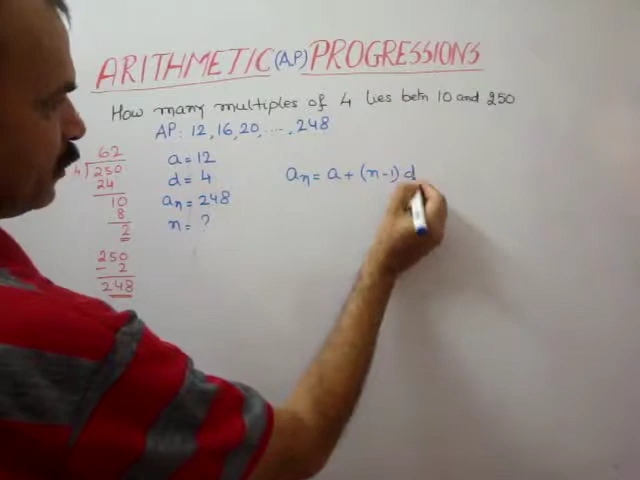 ARITHMETIC (A.P) PROGRESSIONS
How many multiples of 4 lies betn 10 and 250
AP: 12, 16, 20, ...., 248
a = 12
d = 4
an = 248
n = ?
an = a + (n-1) d
62
4 250
24
10
8
2
250
- 2
248